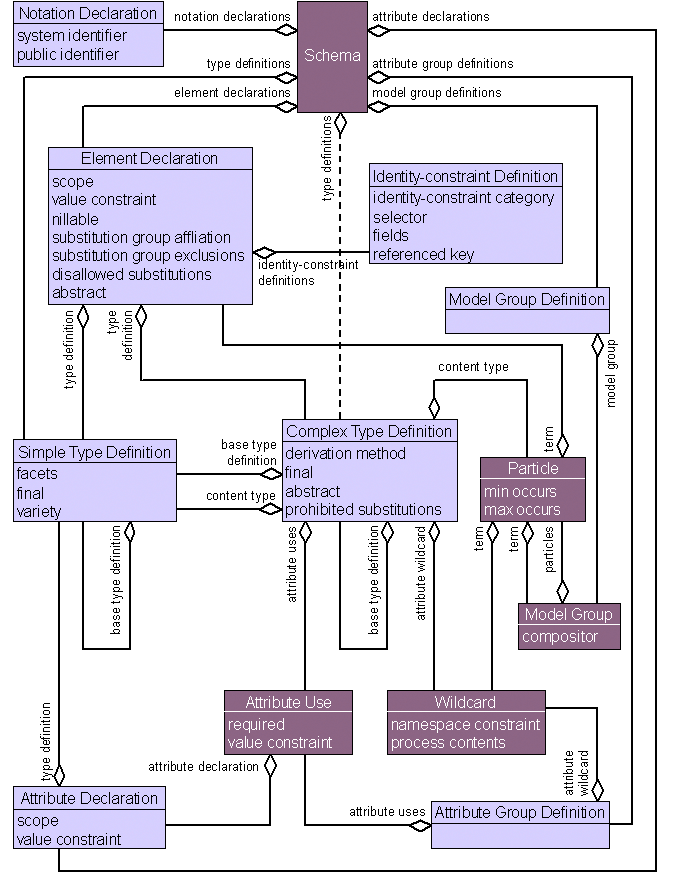 Notation Declaration
system identifier
public identifier
notation declarations
Schema
attribute declarations
type definitions
attribute group definitions
element declarations
model group definitions
type definitions
Element Declaration
scope
value constraint
nillable
substitution group affliation
substitution group exclusions
disallowed substitutions
abstract
Identity-constraint Definition
identity-constraint category
selector
fields
referenced key
identity-constraint
definitions
Model Group Definition
type definition
type
definition
model group
content type
term
Simple Type Definition
facets
final
variety
base type
definition
content type
Complex Type Definition
derivation method
final
abstract
prohibited substitutions
Particle
min occurs
max occurs
base type definition
attribute uses
base type definition
attribute wildcard
term
term
particles
Model Group
compositor
Attribute Use
required
value constraint
Wildcard
namespace constraint
process contents
type definition
attribute declaration
attribute
wildcard
Attribute Declaration
scope
value constraint
attribute uses
Attribute Group Definition